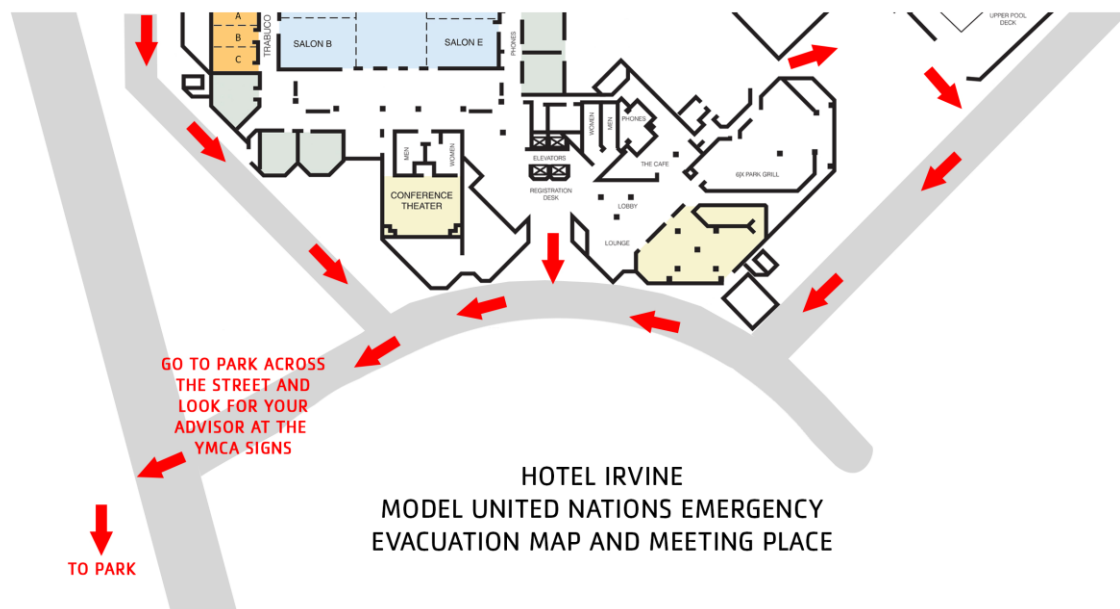 A
B
C
TRABUCO
SALON B
SALON E
PHONES
UPPER POOL
DECK
WOMEN
MEN
PHONES
MEN
WOMEN
ELEVATORS
THE CAFE
6IX PARK GRILL
REGISTRATION
DESK
CONFERENCE
THEATER
LOBBY
LOUNGE
GO TO PARK ACROSS
THE STREET AND
LOOK FOR YOUR
ADVISOR AT THE
YMCA SIGNS
HOTEL IRVINE
MODEL UNITED NATIONS EMERGENCY
EVACUATION MAP AND MEETING PLACE
TO PARK